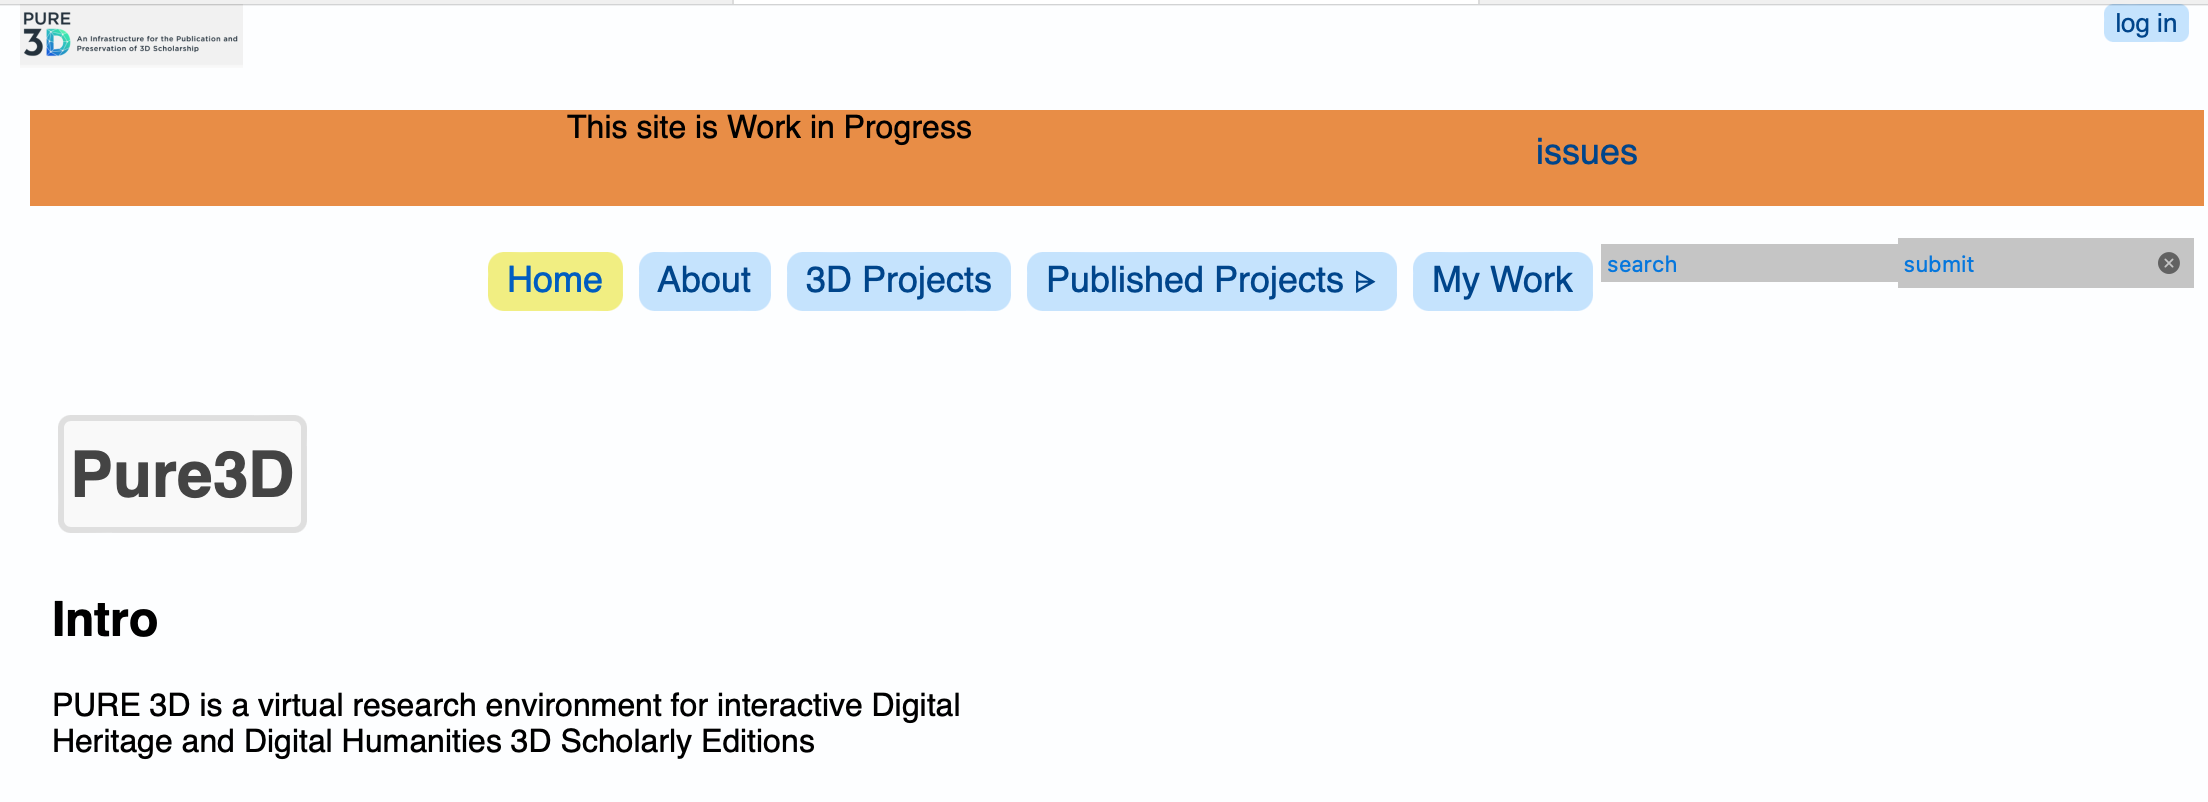 PURE
3D An Infrastructure for the Publication and
Preservation of 3D Scholarship
log in
This site is Work in Progress
issues
Home About 3D Projects Published Projects ⩥ My Work search submit
Pure3D
Intro
PURE 3D is a virtual research environment for interactive Digital
Heritage and Digital Humanities 3D Scholarly Editions